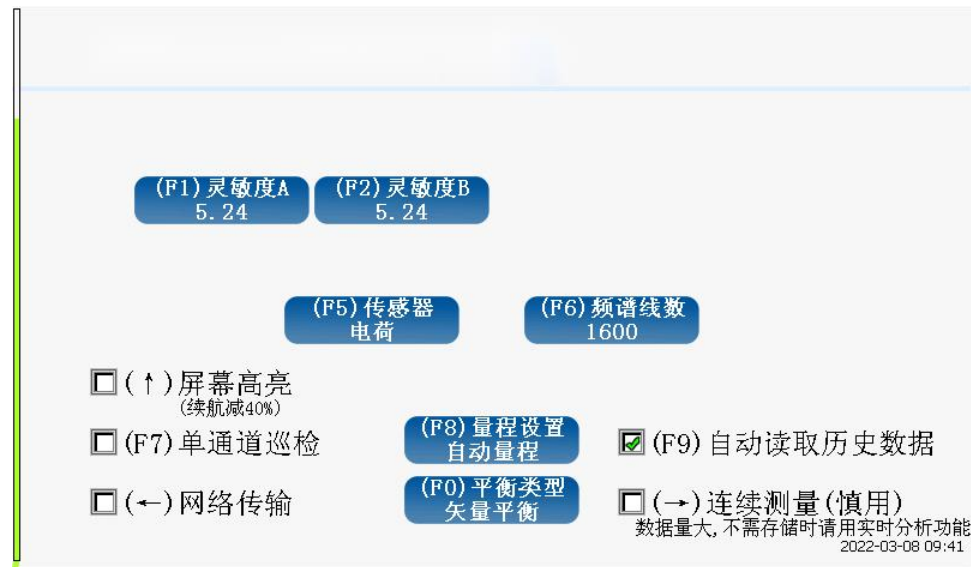 (F1)灵敏度A
5.24
(F2)灵敏度B
5.24
(F5)传感器
电荷
(F6)频谱线数
1600
(↑)屏幕高亮
(续航减40%)
(F7)单通道巡检
(F8)量程设置
自动量程
(F9)自动读取历史数据
(←)网络传输
(F0)平衡类型
矢量平衡
(→)连续测量(慎用)
数据量大,不需存储时请用实时分析功能
2022-03-08 09:41